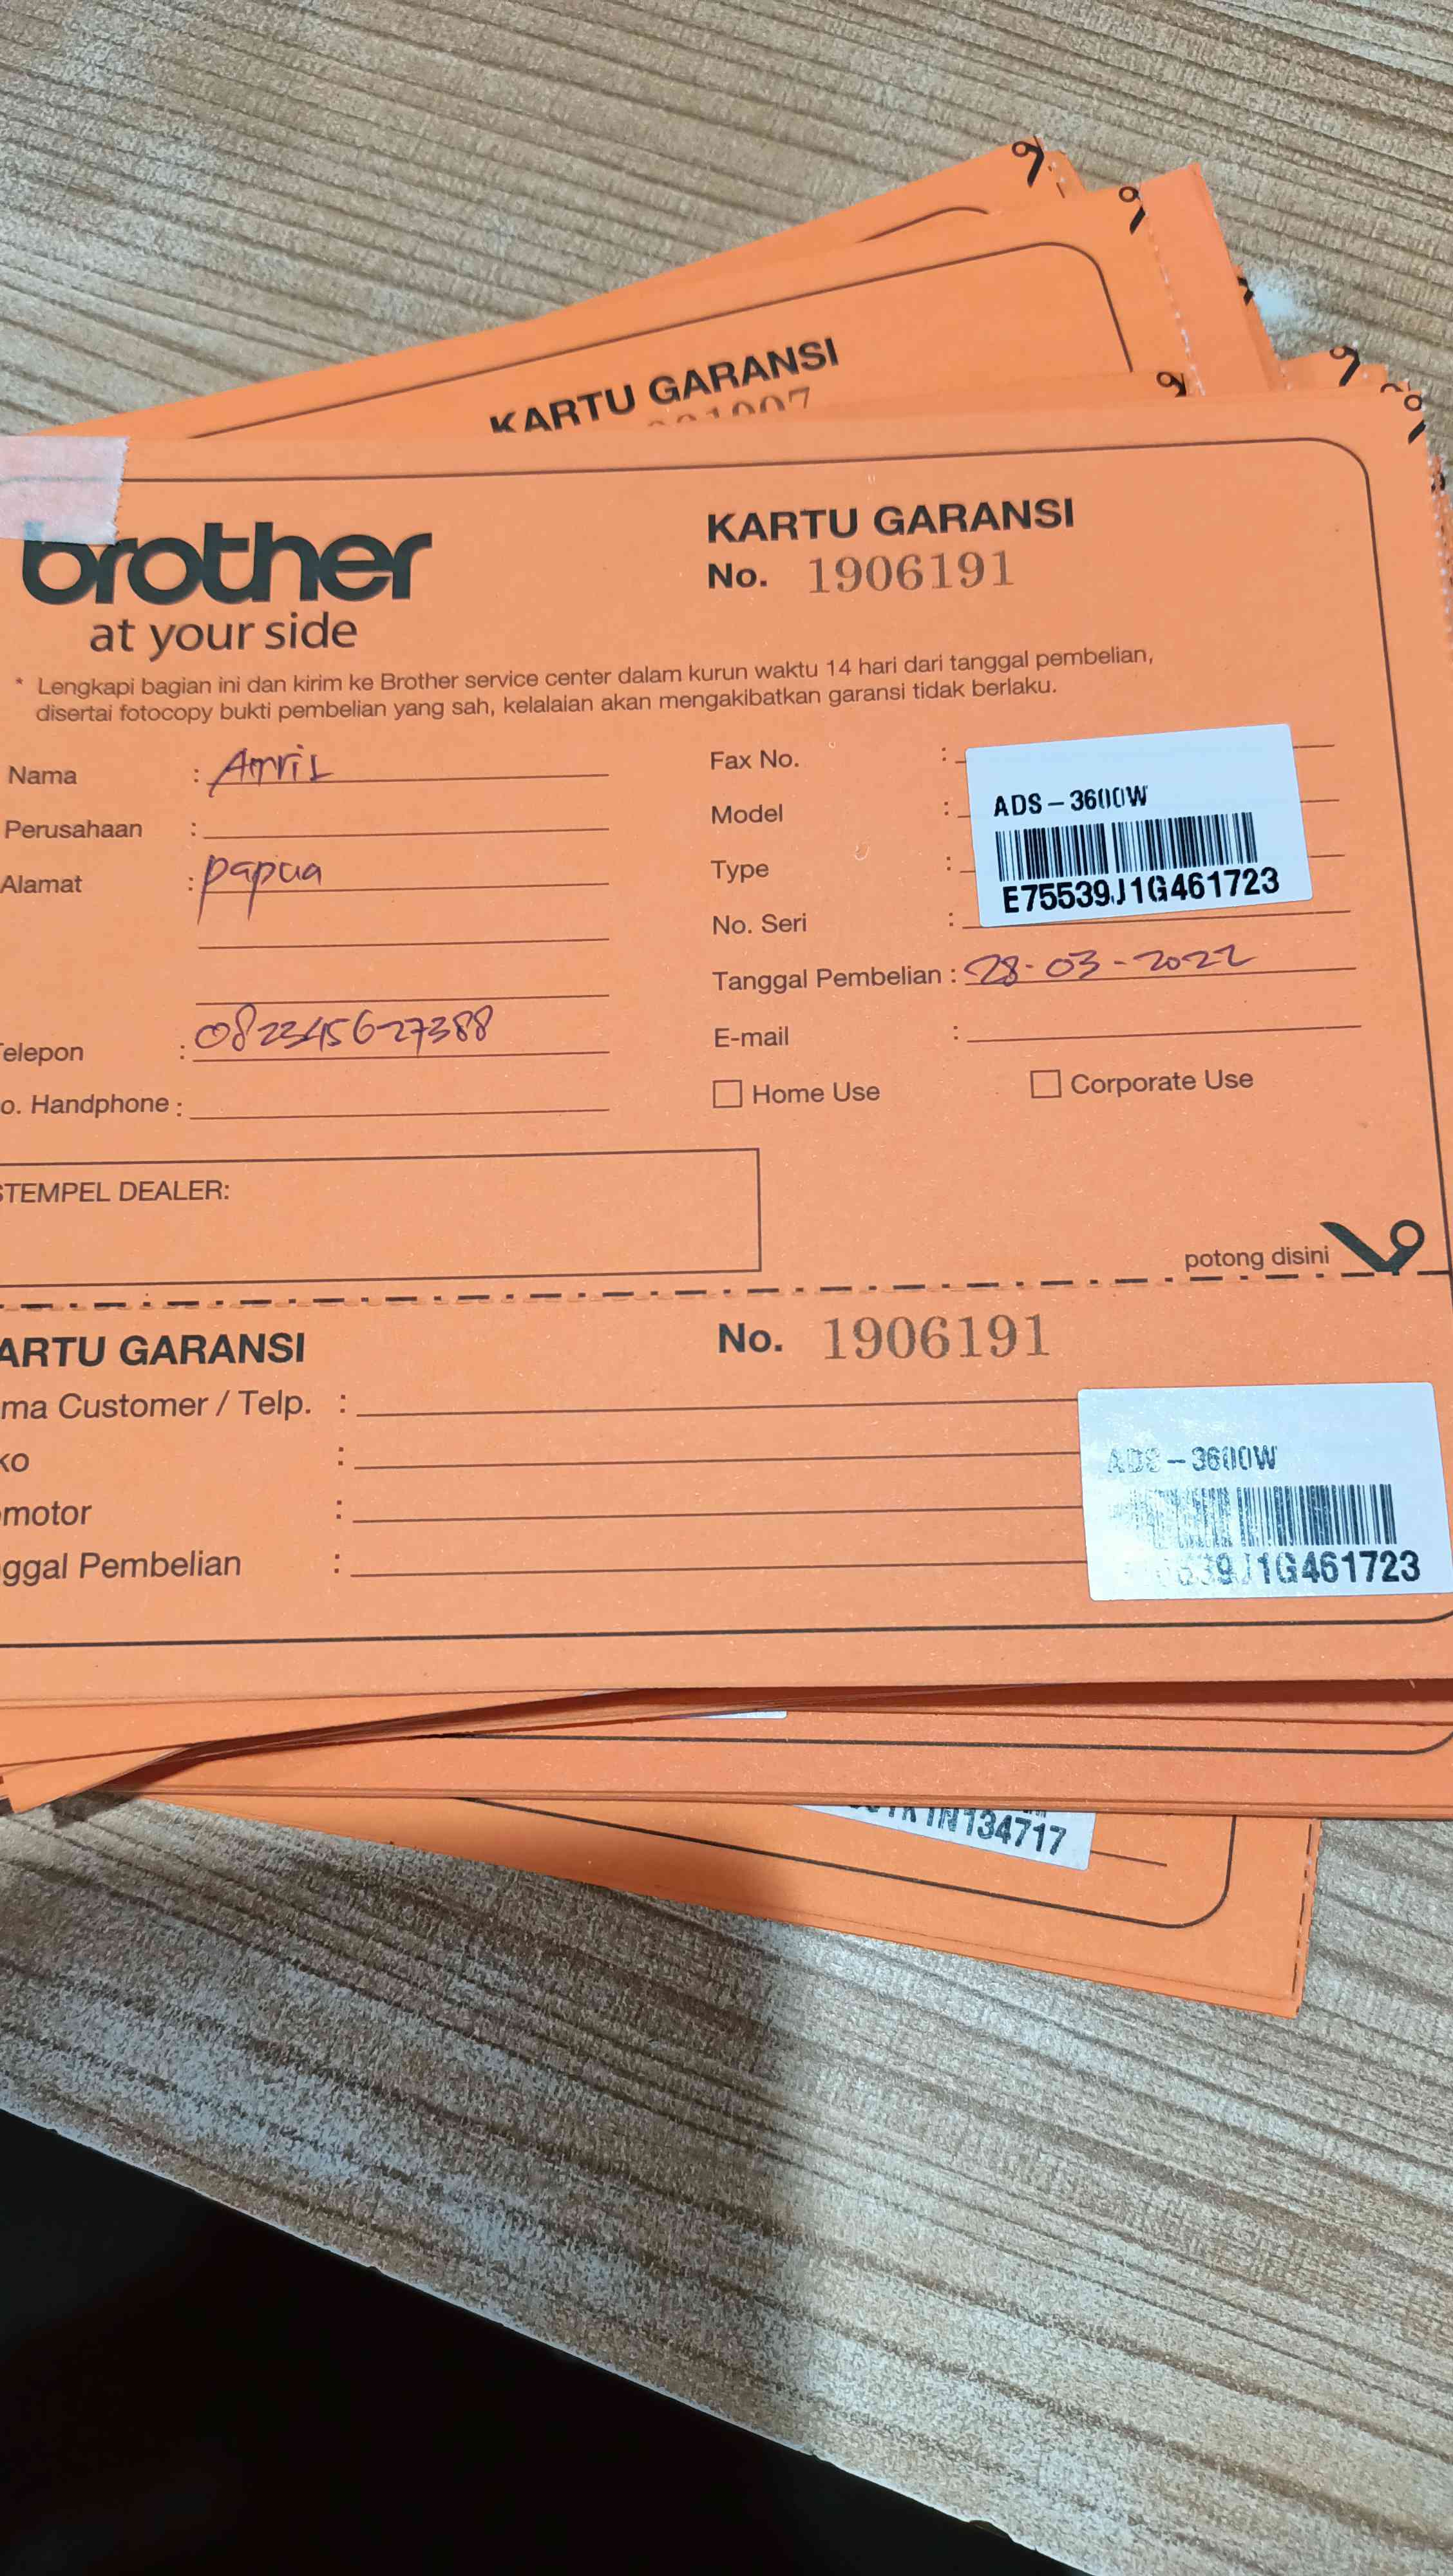 KARTU GARANSI
brother
at your side
KARTU GARANSI
No. 1906191
* Lengkapi bagian ini dan kirim ke Brother service center dalam kurun waktu 14 hari dari tanggal pembelian,
disertai fotocopy bukti pembelian yang sah, kelalaian akan mengakibatkan garansi tidak berlaku.
Nama : Amril
Perusahaan :
Alamat : papua
Telepon : 082345627388
o. Handphone :
Fax No. :
Model :
Type :
No. Seri :
ADS-3600W
E75539J1G461723
Tanggal Pembelian : 28-03-2022
E-mail :
Home Use
Corporate Use
STEMPEL DEALER:
potong disini
ARTU GARANSI
No. 1906191
ma Customer / Telp. :
ko :
motor :
ggal Pembelian :
ADS-3600W
39J1G461723
K1N134717